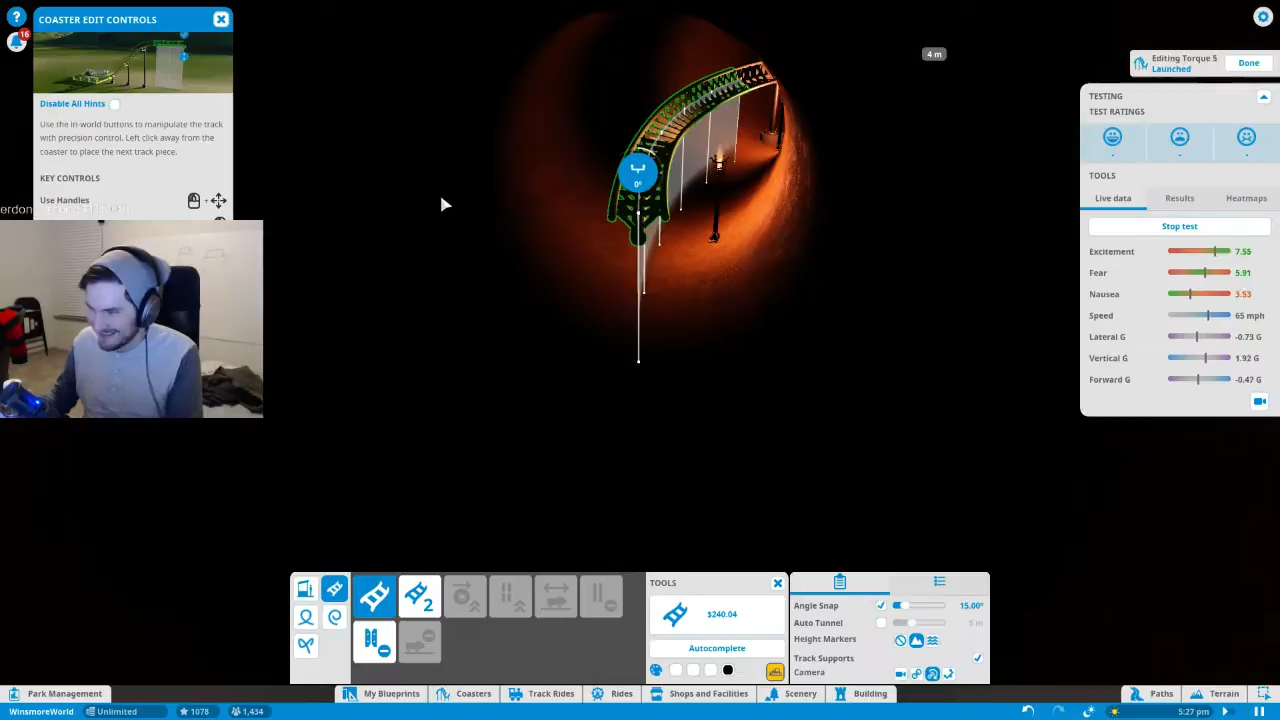 ?
COASTER EDIT CONTROLS
16
Disable All Hints
Use the in-world buttons to manipulate the track
with precision control. Left click away from the
coaster to place the next track piece.
KEY CONTROLS
Use Handles
+
erdon
0°
4 m
Editing Torque 5
Launched
Done
TESTING
TEST RATINGS
- - -
TOOLS
Live data Results Heatmaps
Stop test
Excitement 7.55
Fear 5.91
Nausea 3.53
Speed 65 mph
Lateral G -0.73 G
Vertical G 1.92 G
Forward G -0.47 G
2
TOOLS
$240.04
Autocomplete
Angle Snap 15.00°
Auto Tunnel 5 m
Height Markers
Track Supports
Camera
Park Management
My Blueprints
Coasters
Track Rides
Rides
Shops and Facilities
Scenery
Building
Paths
Terrain
WinsmoreWorld
Unlimited
1078
1,434
5:27 pm